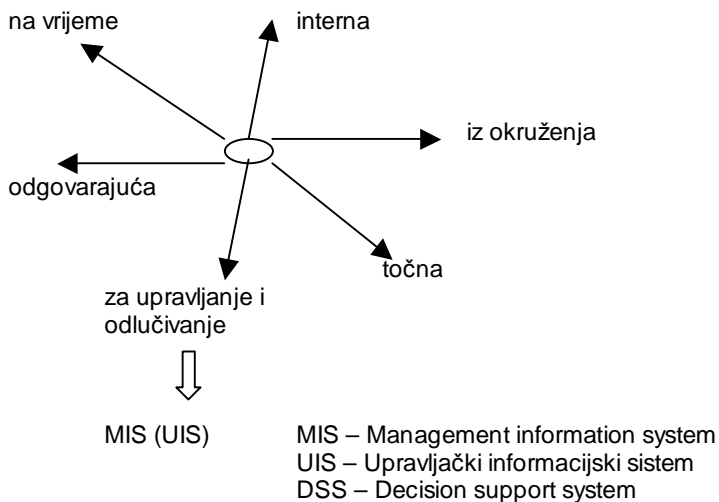 na vrijeme
interna
iz okruženja
odgovarajuća
točna
za upravljanje i
odlučivanje
MIS (UIS)
MIS – Management information system
UIS – Upravljački informacijski sistem
DSS – Decision support system